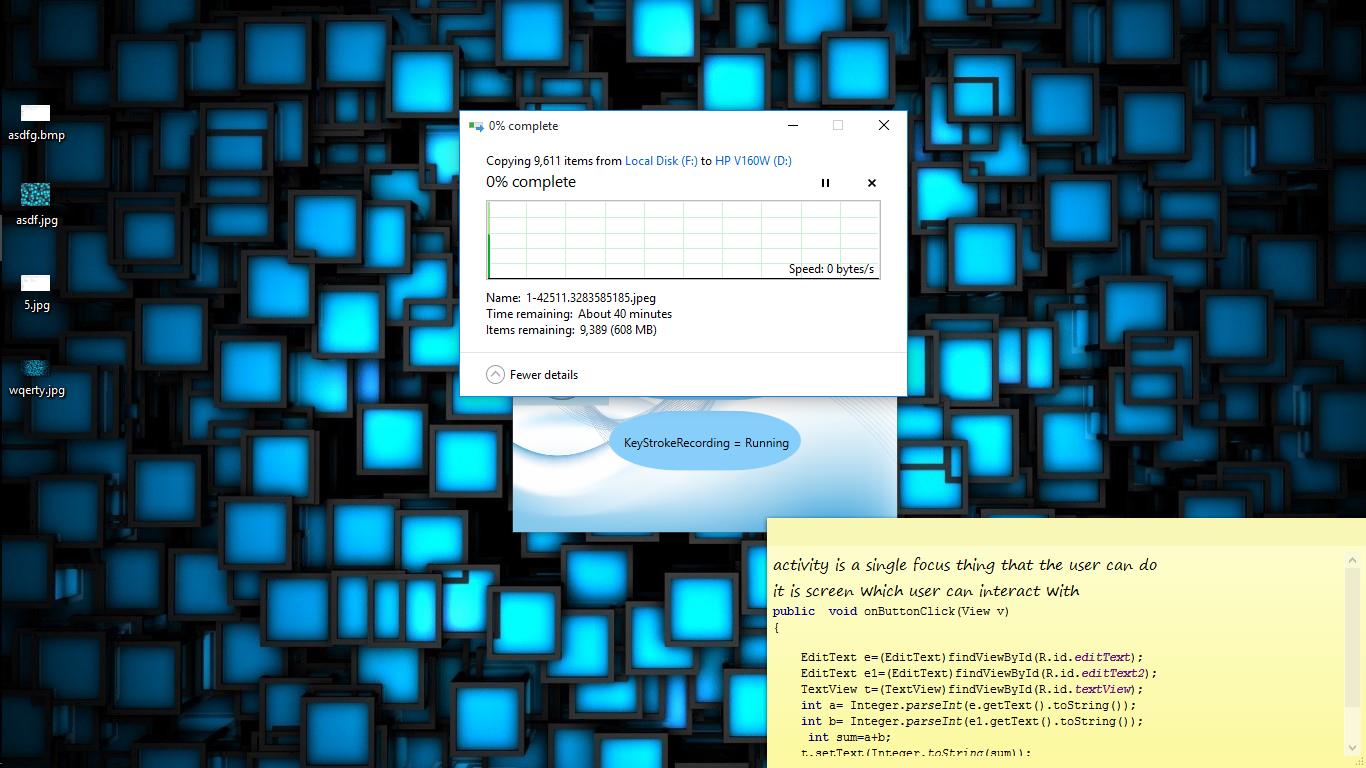 asdfg.bmp
asdf.jpg
5.jpg
wqerty.jpg
0% complete
Copying 9,611 items from Local Disk (F:) to HP V160W (D:)
0% complete
Speed: 0 bytes/s
Name: 1-42511.3283585185.jpeg
Time remaining: About 40 minutes
Items remaining: 9,389 (608 MB)
Fewer details
KeyStrokeRecording = Running
activity is a single focus thing that the user can do
it is screen Which user can interact With
public void onButtonClick(View v)
{
EditText e=(EditText)findViewById(R.id.editText);
EditText e1=(EditText)findViewById(R.id.editText2);
TextView t=(TextView)findViewById(R.id.textView);
int a= Integer.parseInt(e.getText().toString());
int b= Integer.parseInt(e1.getText().toString());
int sum=a+b;
t.setText(Integer.toString(sum));